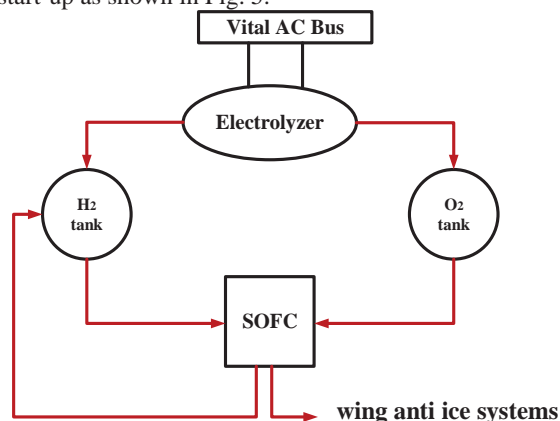 start-up as shown in Fig. 3.
Vital AC Bus
Electrolyzer
H2
tank
O2
tank
SOFC
wing anti ice systems